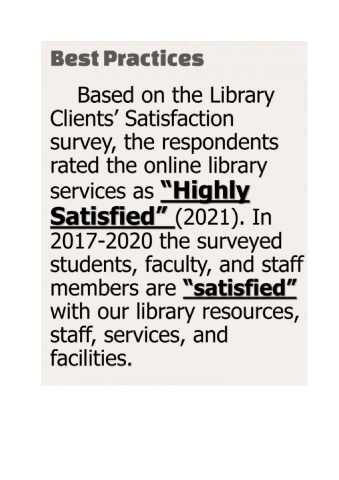 Best Practices
Based on the Library
Clients’ Satisfaction
survey, the respondents
rated the online library
services as “Highly
Satisfied” (2021). In
2017-2020 the surveyed
students, faculty, and staff
members are “satisfied”
with our library resources,
staff, services, and
facilities.